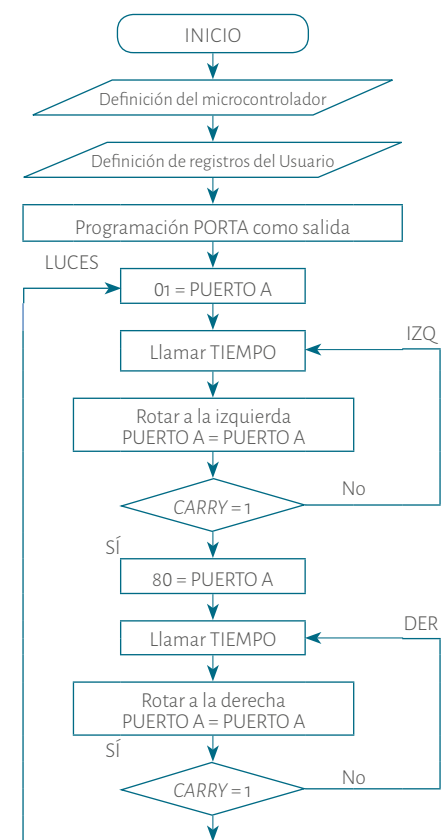 INICIO
Definición del microcontrolador
Definición de registros del Usuario
Programación PORTA como salida
LUCES
01 = PUERTO A
IZQ
Llamar TIEMPO
Rotar a la izquierda
PUERTO A = PUERTO A
No
CARRY = 1
SÍ
80 = PUERTO A
DER
Llamar TIEMPO
Rotar a la derecha
PUERTO A = PUERTO A
SÍ
No
CARRY = 1